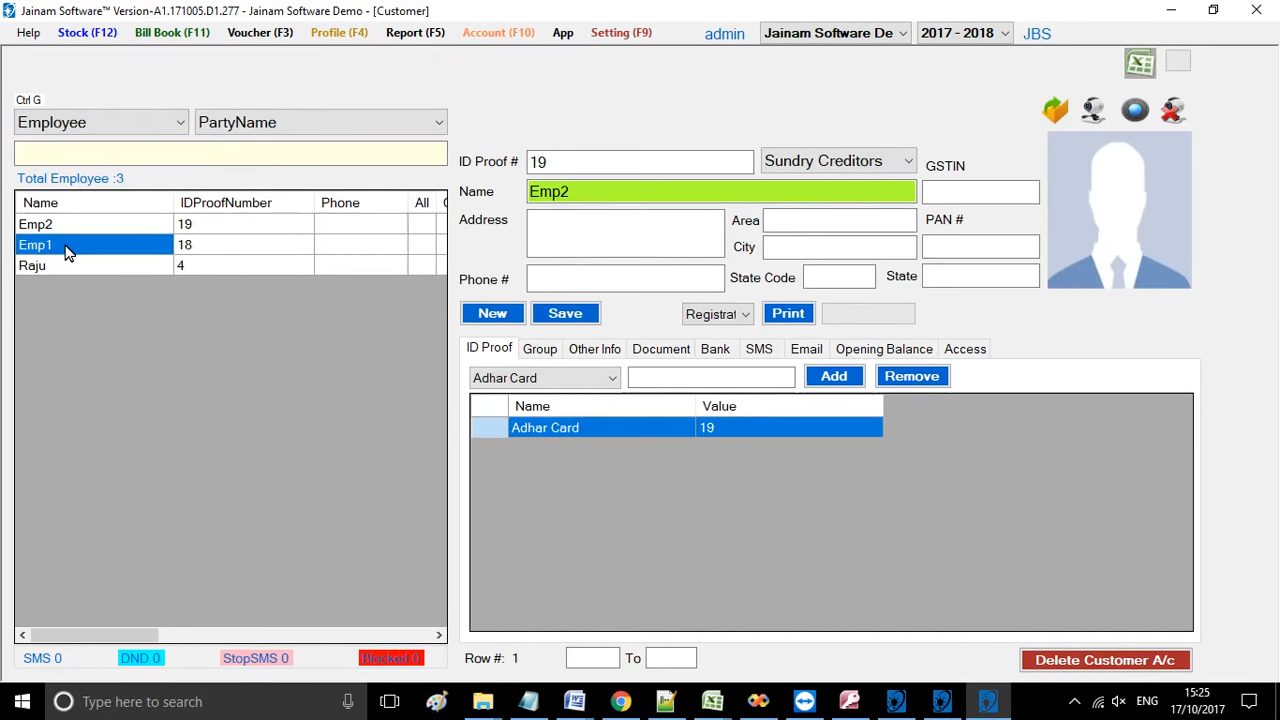 Jainam Software™ Version-A1.171005.D1.277 - Jainam Software Demo - [Customer]
Help Stock (F12) Bill Book (F11) Voucher (F3) Profile (F4) Report (F5) Account (F10) App Setting (F9) admin Jainam Software De 2017 - 2018 JBS
Ctrl G
Employee PartyName
Total Employee :3
Name IDProofNumber Phone All
Emp2 19
Emp1 18
Raju 4
SMS 0 DND 0 StopSMS 0 Blocked 0
ID Proof # 19 Sundry Creditors GSTIN
Name Emp2
Address Area PAN #
City
Phone # State Code State
New Save Registrat Print
ID Proof Group Other Info Document Bank SMS Email Opening Balance Access
Adhar Card Add Remove
Name Value
Adhar Card 19
Row #: 1 To Delete Customer A/c
Type here to search ENG 15:25
17/10/2017